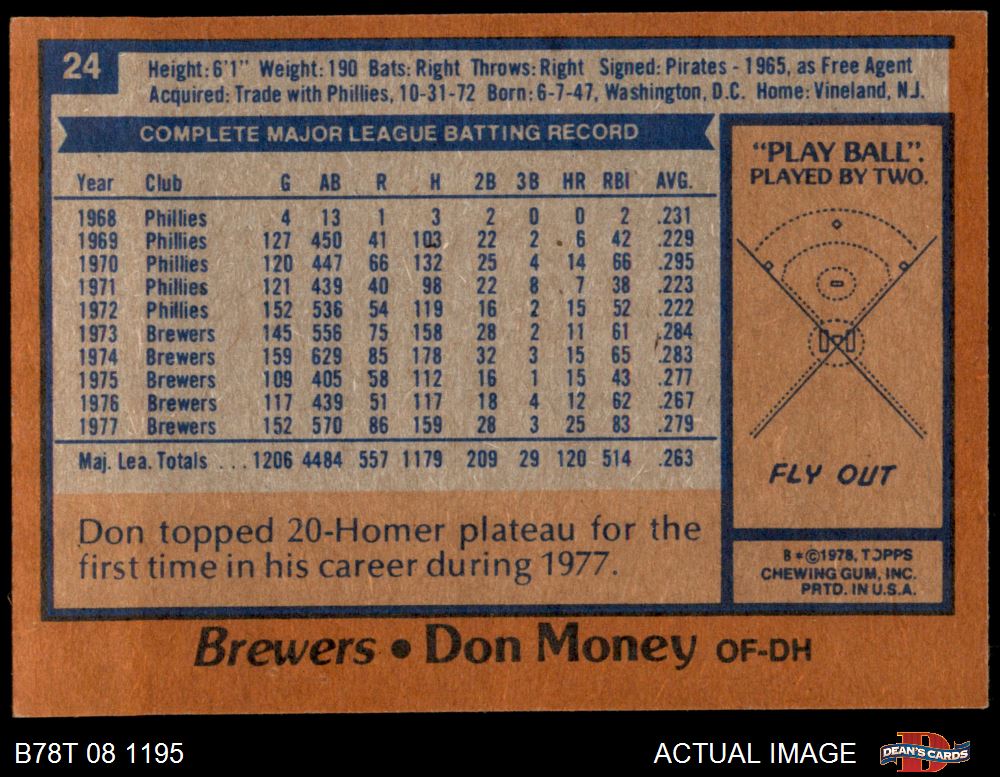 24
Height: 6'1" Weight: 190 Bats: Right Throws: Right Signed: Pirates - 1965, as Free Agent
Acquired: Trade with Phillies, 10-31-72 Born: 6-7-47, Washington, D.C. Home: Vineland, N.J.
COMPLETE MAJOR LEAGUE BATTING RECORD
Year Club G AB R H 2B 3B HR RBI AVG.
1968 Phillies 4 13 1 3 2 0 0 2 .231
1969 Phillies 127 450 41 103 22 2 6 42 .229
1970 Phillies 120 447 66 132 25 4 14 66 .295
1971 Phillies 121 439 40 98 22 8 7 38 .223
1972 Phillies 152 536 54 119 16 2 15 52 .222
1973 Brewers 145 556 75 158 28 2 11 61 .284
1974 Brewers 159 629 85 178 32 3 15 65 .283
1975 Brewers 109 405 58 112 16 1 15 43 .277
1976 Brewers 117 439 51 117 18 4 12 62 .267
1977 Brewers 152 570 86 159 28 3 25 83 .279
Maj. Lea. Totals ... 1206 4484 557 1179 209 29 120 514 .263
Don topped 20-Homer plateau for the
first time in his career during 1977.
"PLAY BALL".
PLAYED BY TWO.
FLY OUT
B * © 1978, TOPPS
CHEWING GUM, INC.
PRTD. IN U.S.A.
Brewers • Don Money OF-DH
B78T 08 1195
ACTUAL IMAGE
DEAN'S CARDS